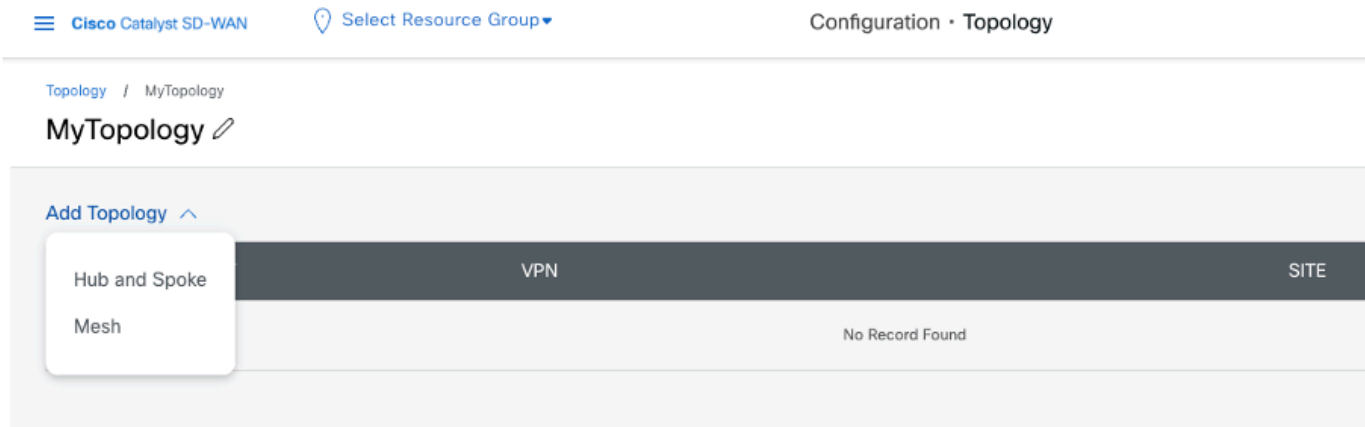 Cisco Catalyst SD-WAN
Select Resource Group
Configuration · Topology
Topology / MyTopology
MyTopology
Add Topology
Hub and Spoke
VPN
SITE
Mesh
No Record Found